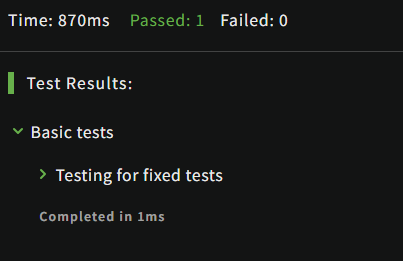 Time: 870ms Passed: 1 Failed: 0
Test Results:
Basic tests
Testing for fixed tests
Completed in 1ms